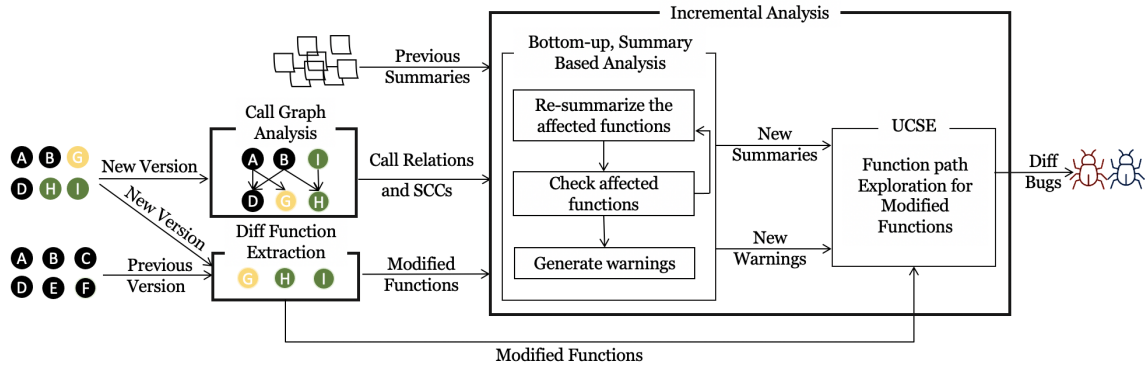 Incremental Analysis
Previous
Summaries
Bottom-up, Summary
Based Analysis
Re-summarize the
affected functions
Check affected
functions
Generate warnings
Call Graph
Analysis
A B I
D G H
A B G
D H I
New Version
New Version
Call Relations
and SCCs
New
Summaries
New
Warnings
UCSE
Function path
Exploration for
Modified
Functions
Diff
Bugs
A B C
D E F
Previous
Version
Diff Function
Extraction
G H I
Modified
Functions
Modified Functions